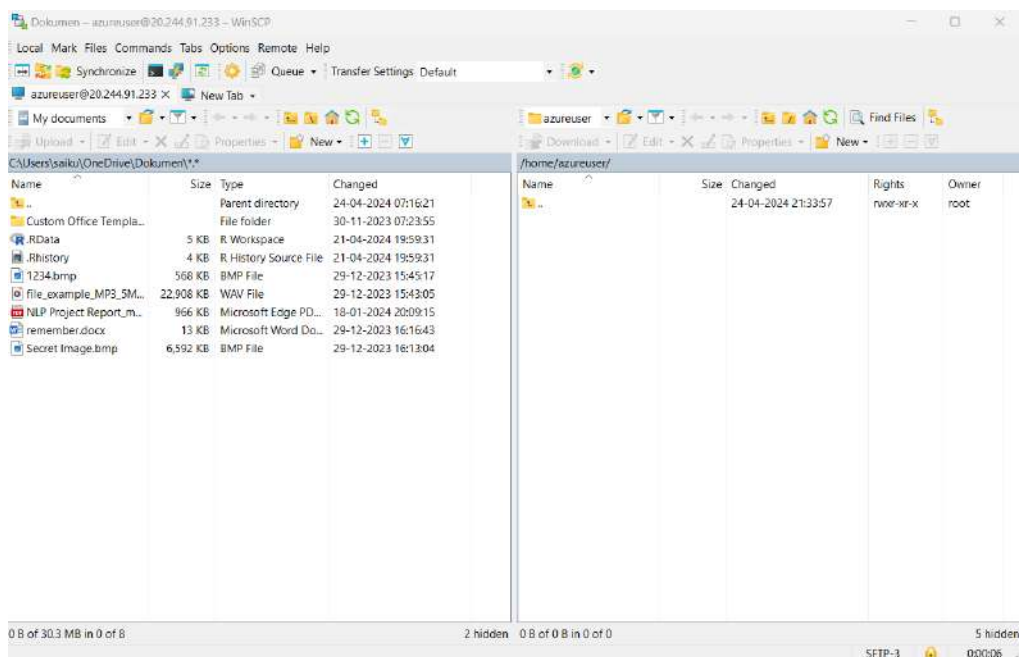 Dokumen – azureuser@20.244.91.233 – WinSCP
Local Mark Files Commands Tabs Options Remote Help
Synchronize Queue Transfer Settings Default
azureuser@20.244.91.233 × New Tab
My documents
azureuser Find Files
Upload Edit Properties New
Download Edit Properties New
C:\Users\saiku\OneDrive\Dokumen\*.*
/home/azureuser/
Name Size Type Changed
Name Size Changed Rights Owner
.. Parent directory 24-04-2024 07:16:21
.. 24-04-2024 21:33:57 rwxr-xr-x root
Custom Office Templa... File folder 30-11-2023 07:23:55
.RData 5 KB R Workspace 21-04-2024 19:59:31
.Rhistory 4 KB R History Source File 21-04-2024 19:59:31
1234.bmp 568 KB BMP File 29-12-2023 15:45:17
file_example_MP3_5M... 22,908 KB WAV File 29-12-2023 15:43:05
NLP Project Report_m... 966 KB Microsoft Edge PD... 18-01-2024 20:09:15
remember.docx 13 KB Microsoft Word Do... 29-12-2023 16:16:43
Secret Image.bmp 6,592 KB BMP File 29-12-2023 16:13:04
0 B of 30.3 MB in 0 of 8 2 hidden
0 B of 0 B in 0 of 0 5 hidden
SFTP-3 0:00:06